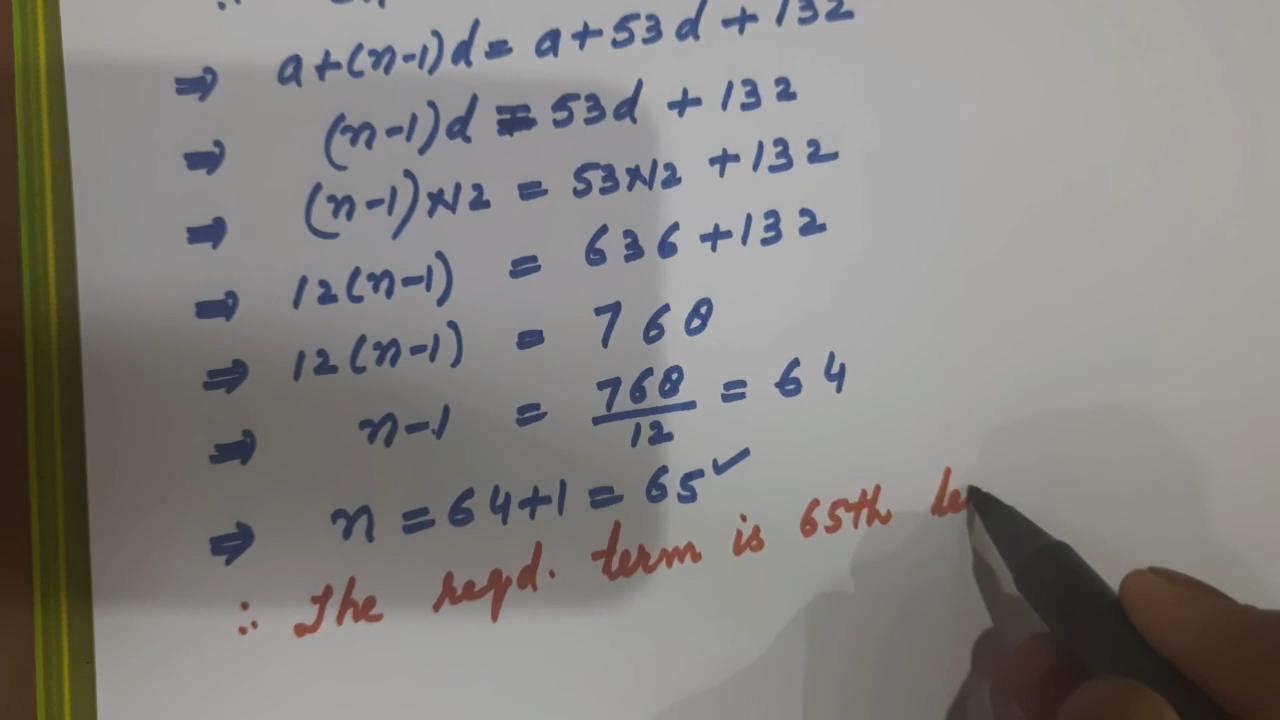 ⇒ a+(n-1)d = a+53d+132
⇒ (n-1)d = 53d+132
⇒ (n-1)×12 = 53×12+132
⇒ 12(n-1) = 636+132
⇒ 12(n-1) = 768
⇒ n-1 = 768/12 = 64
⇒ n = 64+1 = 65 ✓
∴ The reqd. term is 65th